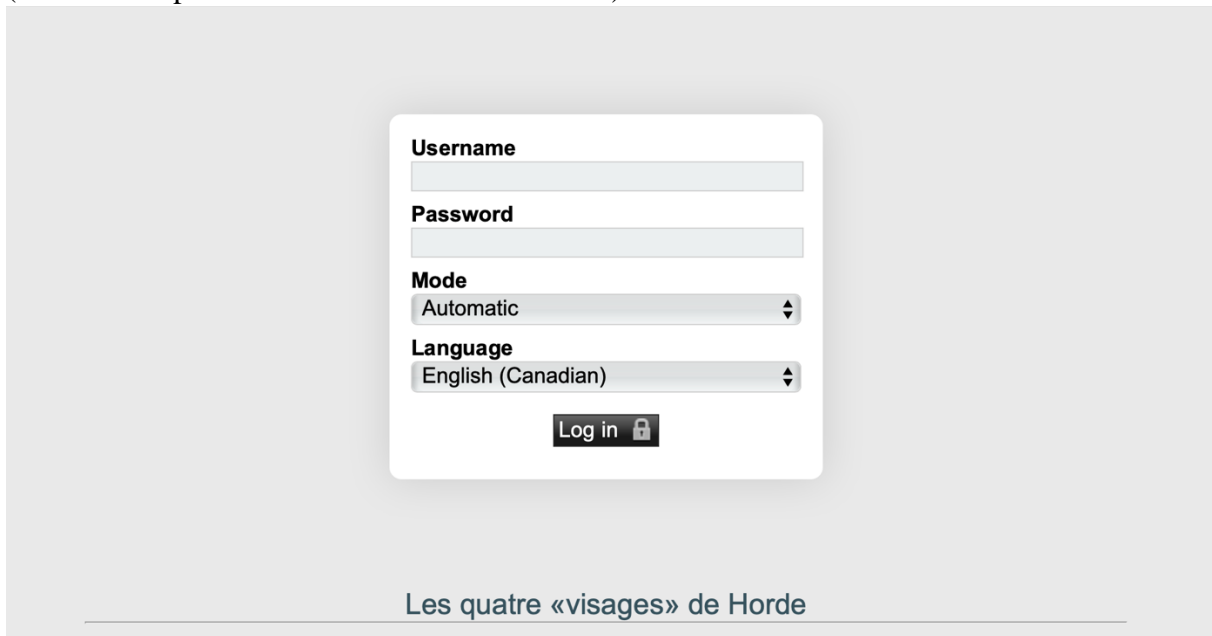 Username
Password
Mode
Automatic
Language
English (Canadian)
Log in
Les quatre «visages» de Horde